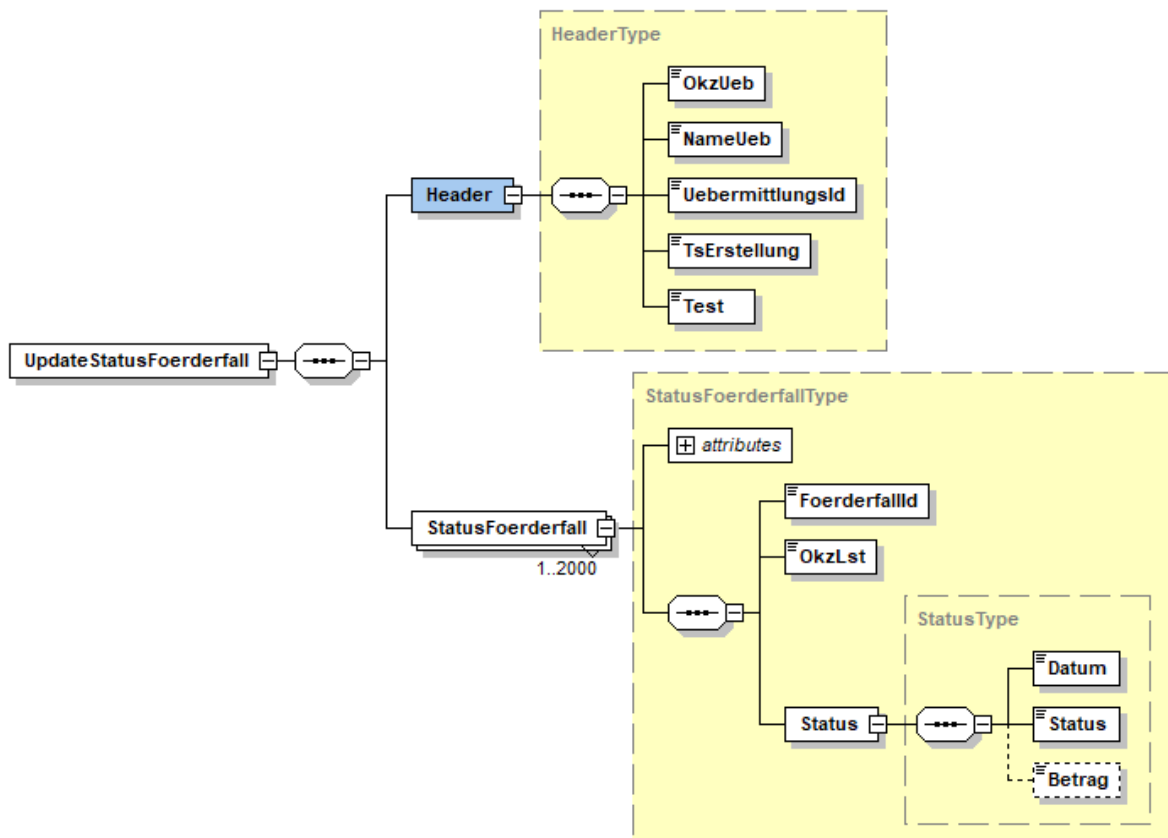 HeaderType
OkzUeb
NameUeb
Header
UebermittlungsId
TsErstellung
Test
UpdateStatusFoerderfall
StatusFoerderfallType
attributes
FoerderfallId
StatusFoerderfall
OkzLst
1..2000
StatusType
Datum
Status
Status
Betrag